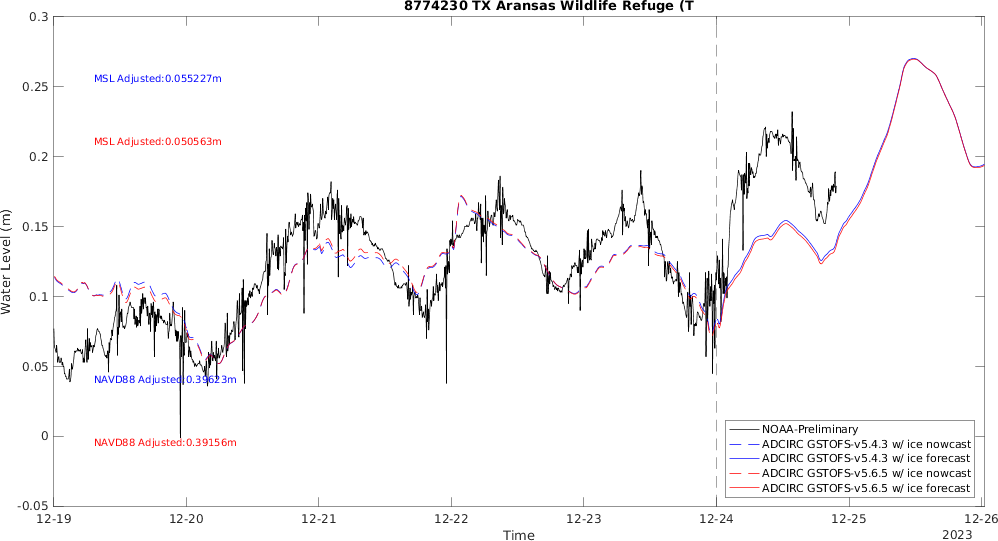 8774230 TX Aransas Wildlife Refuge (T
0.3
0.25
0.2
0.15
0.1
0.05
0
-0.05
Water Level (m)
MSL Adjusted:0.055227m
MSL Adjusted:0.050563m
NAVD88 Adjusted:0.39623m
NAVD88 Adjusted:0.39156m
NOAA-Preliminary
ADCIRC GSTOFS-v5.4.3 w/ ice nowcast
ADCIRC GSTOFS-v5.4.3 w/ ice forecast
ADCIRC GSTOFS-v5.6.5 w/ ice nowcast
ADCIRC GSTOFS-v5.6.5 w/ ice forecast
12-19 12-20 12-21 12-22 12-23 12-24 12-25 12-26
Time
2023